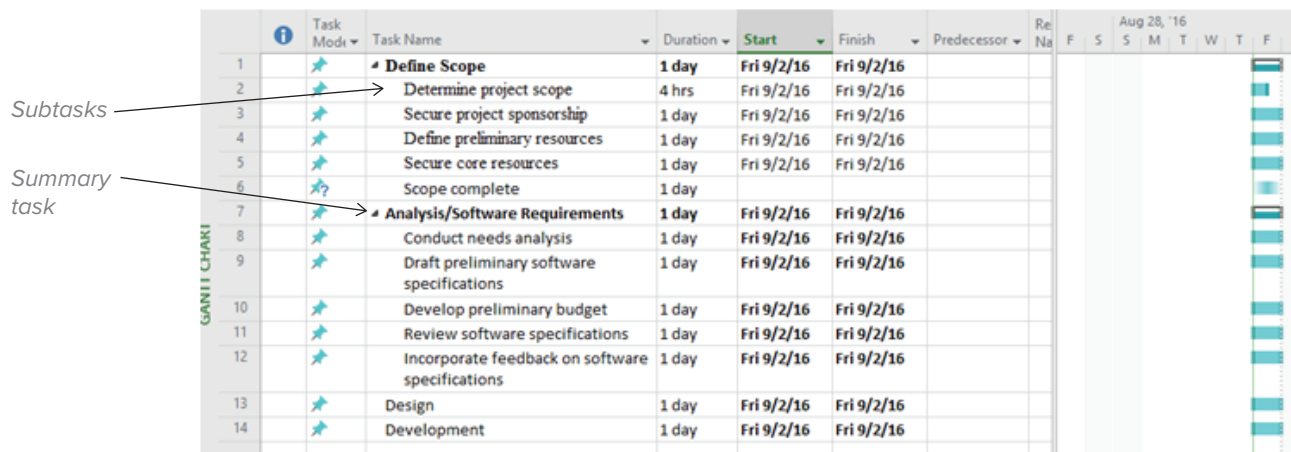 Task Re Aug 28, '16
Mode Task Name Duration Start Finish Predecessor Na F S S M T W T F
1 Define Scope 1 day Fri 9/2/16 Fri 9/2/16
2 Determine project scope 4 hrs Fri 9/2/16 Fri 9/2/16
Subtasks
3 Secure project sponsorship 1 day Fri 9/2/16 Fri 9/2/16
4 Define preliminary resources 1 day Fri 9/2/16 Fri 9/2/16
5 Secure core resources 1 day Fri 9/2/16 Fri 9/2/16
Summary
task
6 ? Scope complete 1 day
7 Analysis/Software Requirements 1 day Fri 9/2/16 Fri 9/2/16
8 Conduct needs analysis 1 day Fri 9/2/16 Fri 9/2/16
9 Draft preliminary software 1 day Fri 9/2/16 Fri 9/2/16
specifications
GANTT CHART
10 Develop preliminary budget 1 day Fri 9/2/16 Fri 9/2/16
11 Review software specifications 1 day Fri 9/2/16 Fri 9/2/16
12 Incorporate feedback on software 1 day Fri 9/2/16 Fri 9/2/16
specifications
13 Design 1 day Fri 9/2/16 Fri 9/2/16
14 Development 1 day Fri 9/2/16 Fri 9/2/16